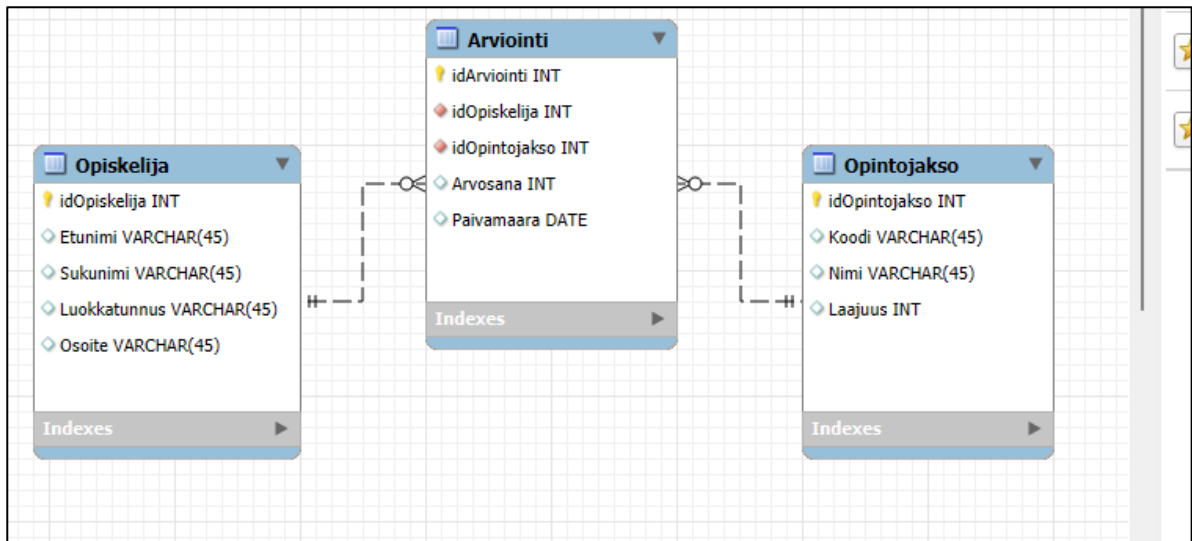 Opiskelija
idOpiskelija INT
Etunimi VARCHAR(45)
Sukunimi VARCHAR(45)
Luokkatunnus VARCHAR(45)
Osoite VARCHAR(45)
Indexes
Arviointi
idArviointi INT
idOpiskelija INT
idOpintojakso INT
Arvosana INT
Paivamaara DATE
Indexes
Opintojakso
idOpintojakso INT
Koodi VARCHAR(45)
Nimi VARCHAR(45)
Laajuus INT
Indexes